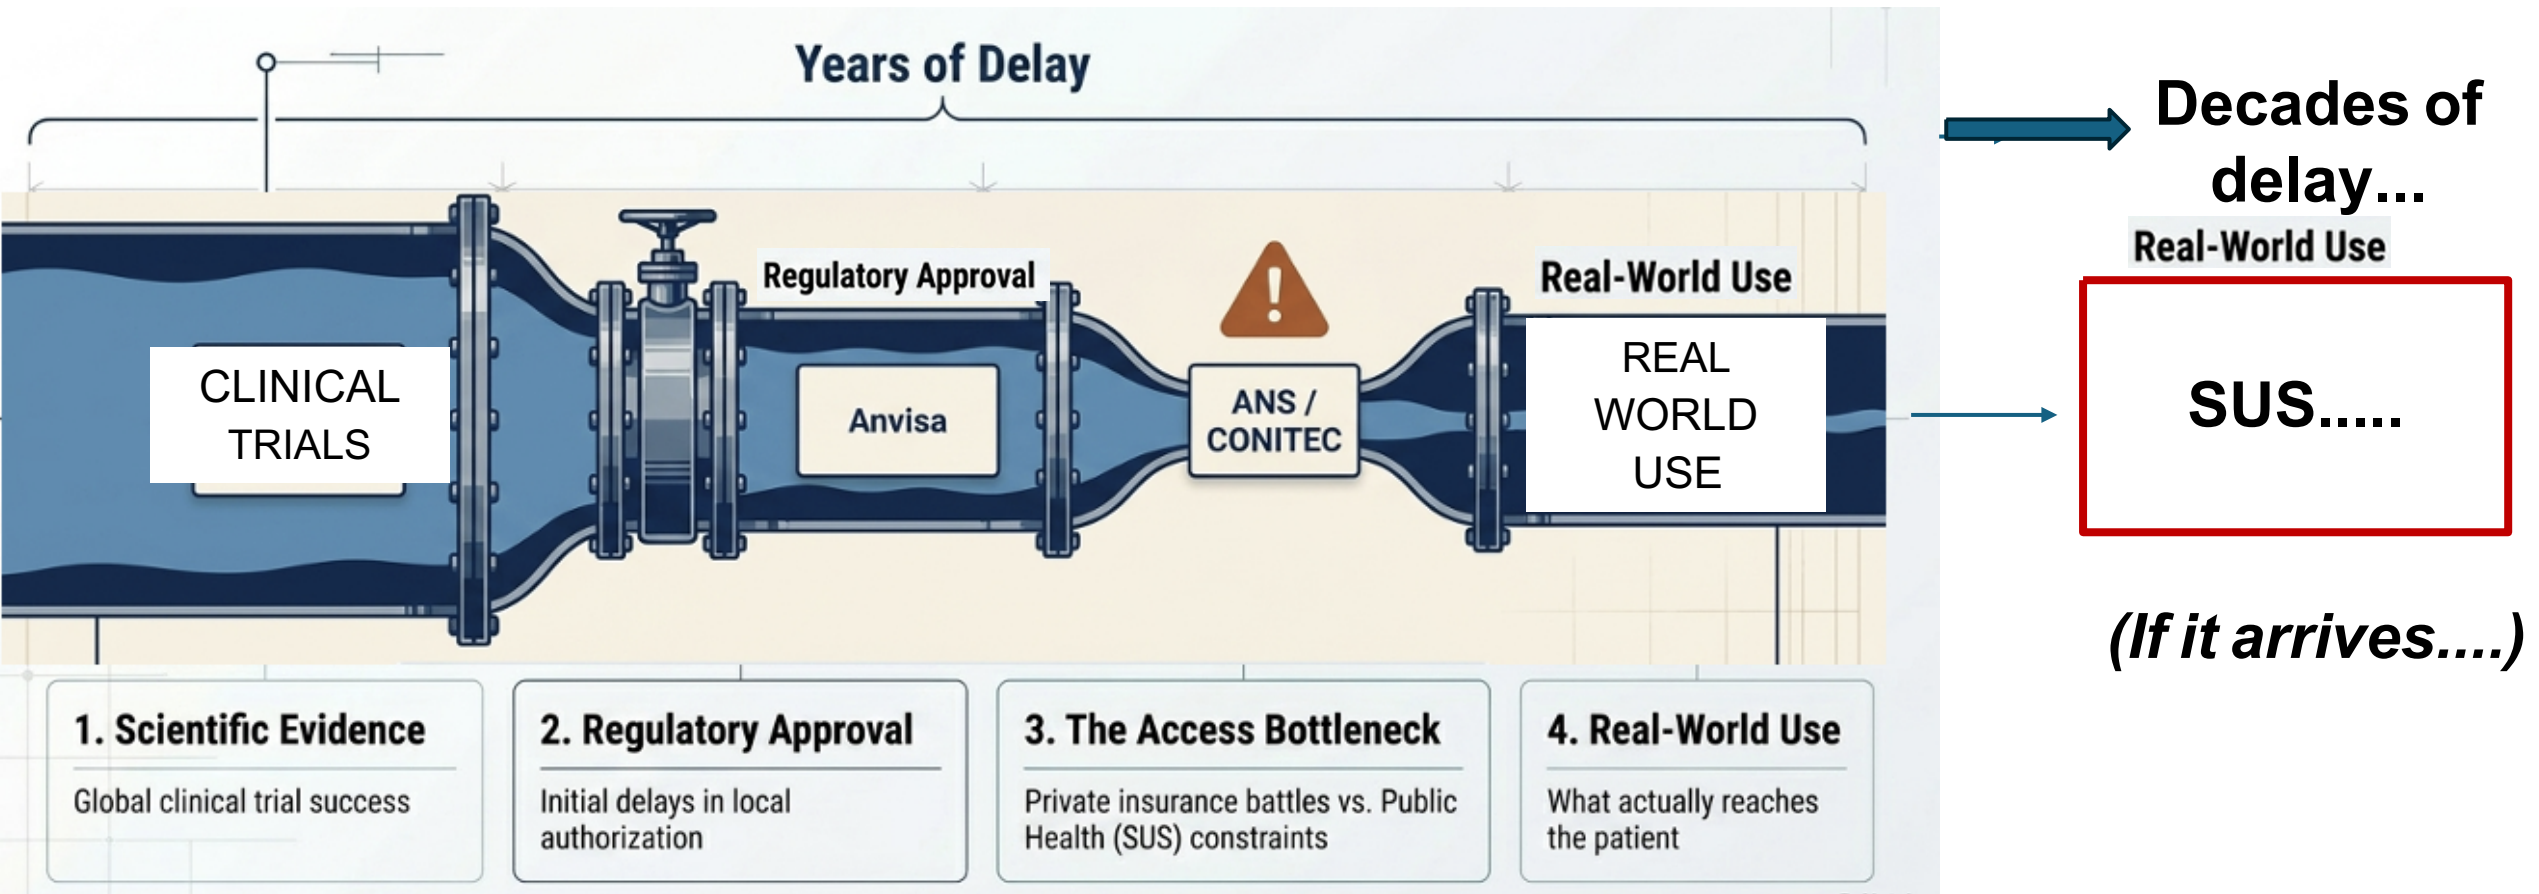 Years of Delay
Decades of
delay...
Real-World Use
Regulatory Approval
Real-World Use
CLINICAL
TRIALS
Anvisa
ANS /
CONITEC
REAL
WORLD
USE
SUS.....
(If it arrives....)
1. Scientific Evidence
Global clinical trial success
2. Regulatory Approval
Initial delays in local
authorization
3. The Access Bottleneck
Private insurance battles vs. Public
Health (SUS) constraints
4. Real-World Use
What actually reaches
the patient